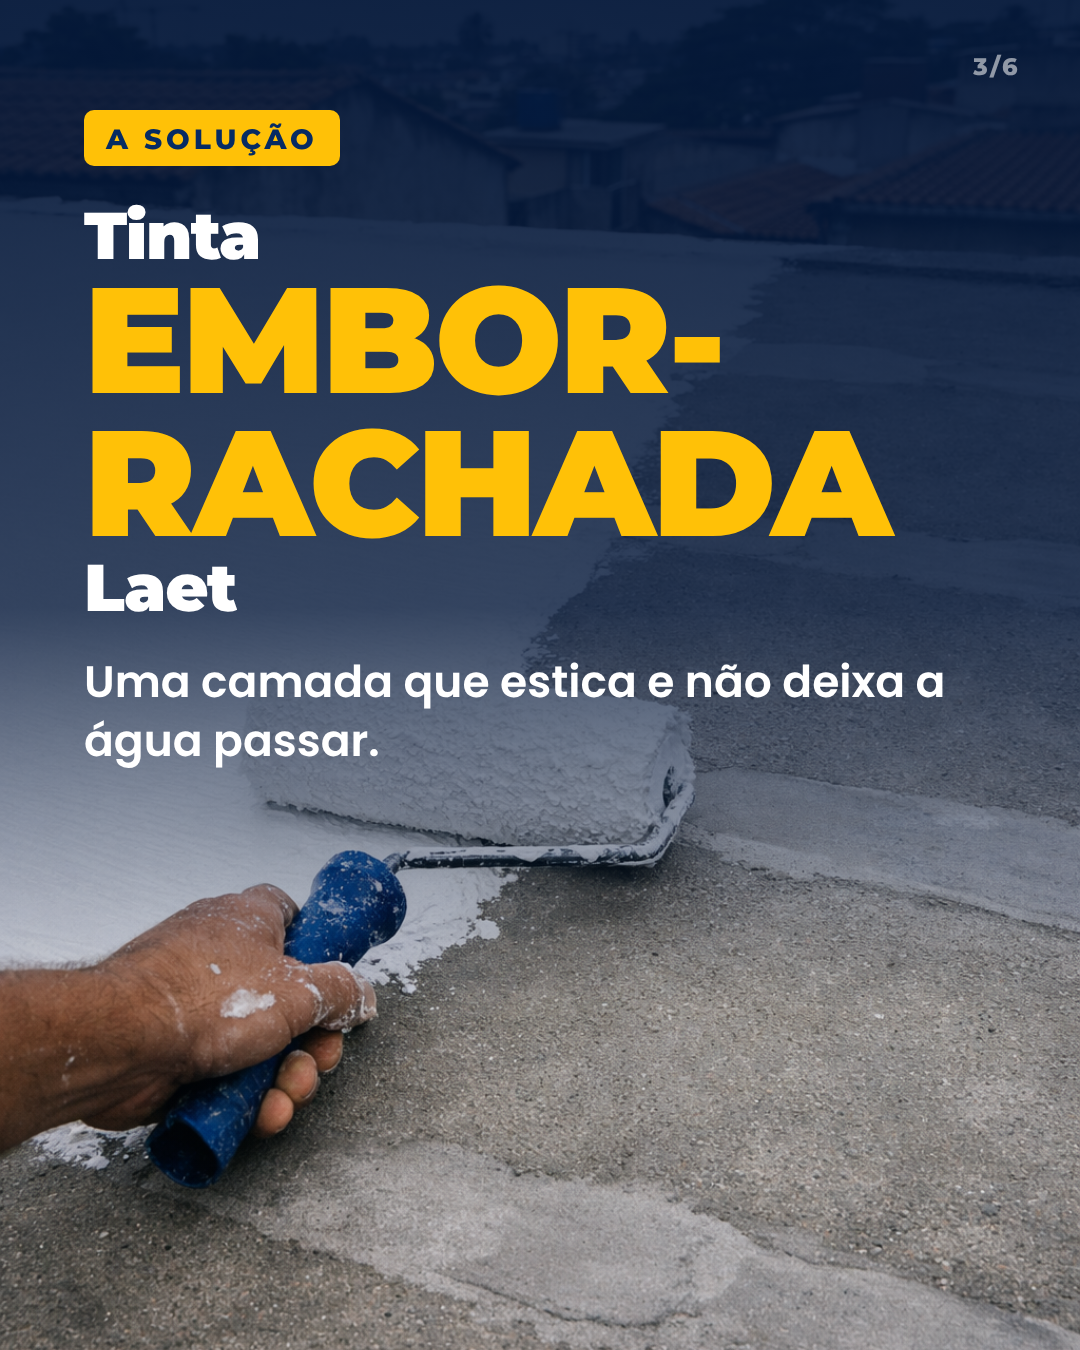 3/6
A SOLUÇÃO
Tinta
EMBOR-
RACHADA
Laet
Uma camada que estica e não deixa a
água passar.